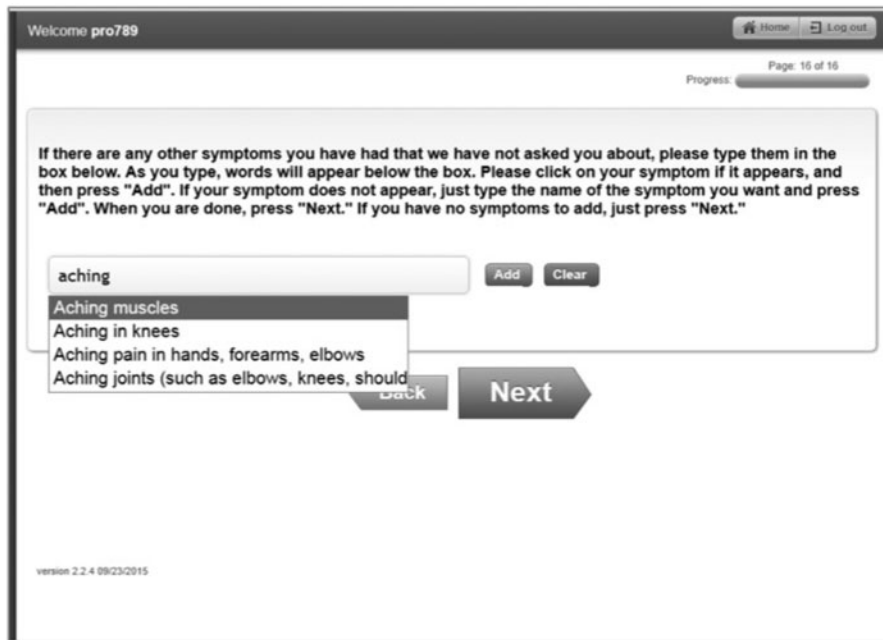 Welcome pro789
Home
Log out
Page: 16 of 16
Progress:
If there are any other symptoms you have had that we have not asked you about, please type them in the
box below. As you type, words will appear below the box. Please click on your symptom if it appears, and
then press "Add". If your symptom does not appear, just type the name of the symptom you want and press
"Add". When you are done, press "Next." If you have no symptoms to add, just press "Next."
aching
Add
Clear
Aching muscles
Aching in knees
Aching pain in hands, forearms, elbows
Aching joints (such as elbows, knees, should
Back
Next
version 2.2.4 09/23/2015